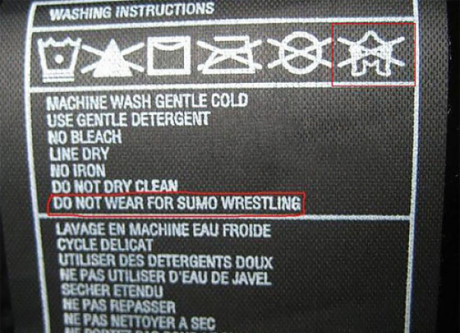 WASHING INSTRUCTIONS
MACHINE WASH GENTLE COLD
USE GENTLE DETERGENT
NO BLEACH
LINE DRY
NO IRON
DO NOT DRY CLEAN
DO NOT WEAR FOR SUMO WRESTLING
LAVAGE EN MACHINE EAU FROIDE
CYCLE DELICAT
UTILISEZ DES DETERGENTS DOUX
NE PAS UTILISER D'EAU DE JAVEL
SECHER ETENDU
NE PAS REPASSER
NE PAS NETTOYER A SEC